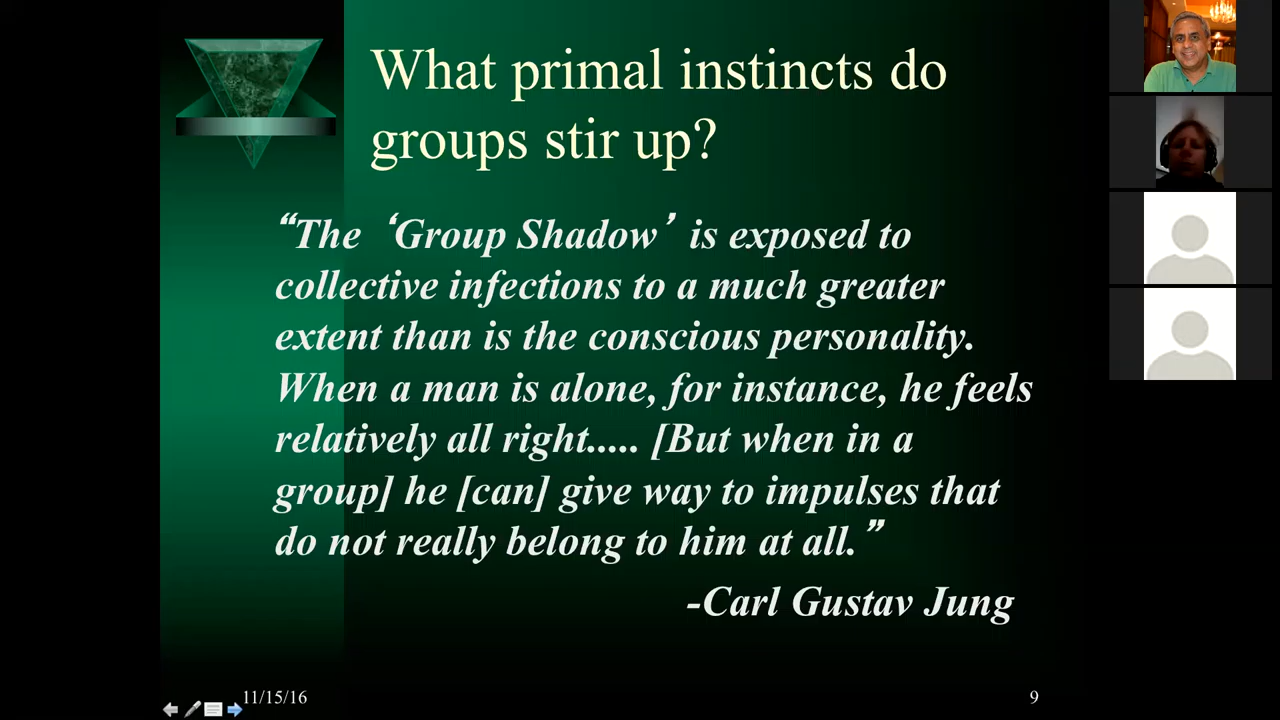 What primal instincts do
groups stir up?
“The ‘Group Shadow’ is exposed to
collective infections to a much greater
extent than is the conscious personality.
When a man is alone, for instance, he feels
relatively all right..... [But when in a
group] he [can] give way to impulses that
do not really belong to him at all.”
-Carl Gustav Jung
11/15/16
9